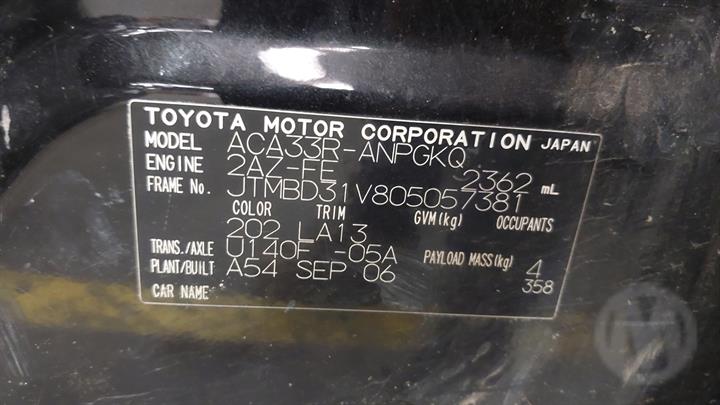 TOYOTA MOTOR CORPORATION JAPAN
MODEL ACA33R-ANPGKQ
ENGINE 2AZ-FE 2362 mL
FRAME No. JTMBD31V805057381
COLOR TRIM GVM(kg) OCCUPANTS
202 LA13
TRANS./AXLE U140F -05A PAYLOAD MASS(kg) 4
PLANT/BUILT A54 SEP 06 358
CAR NAME